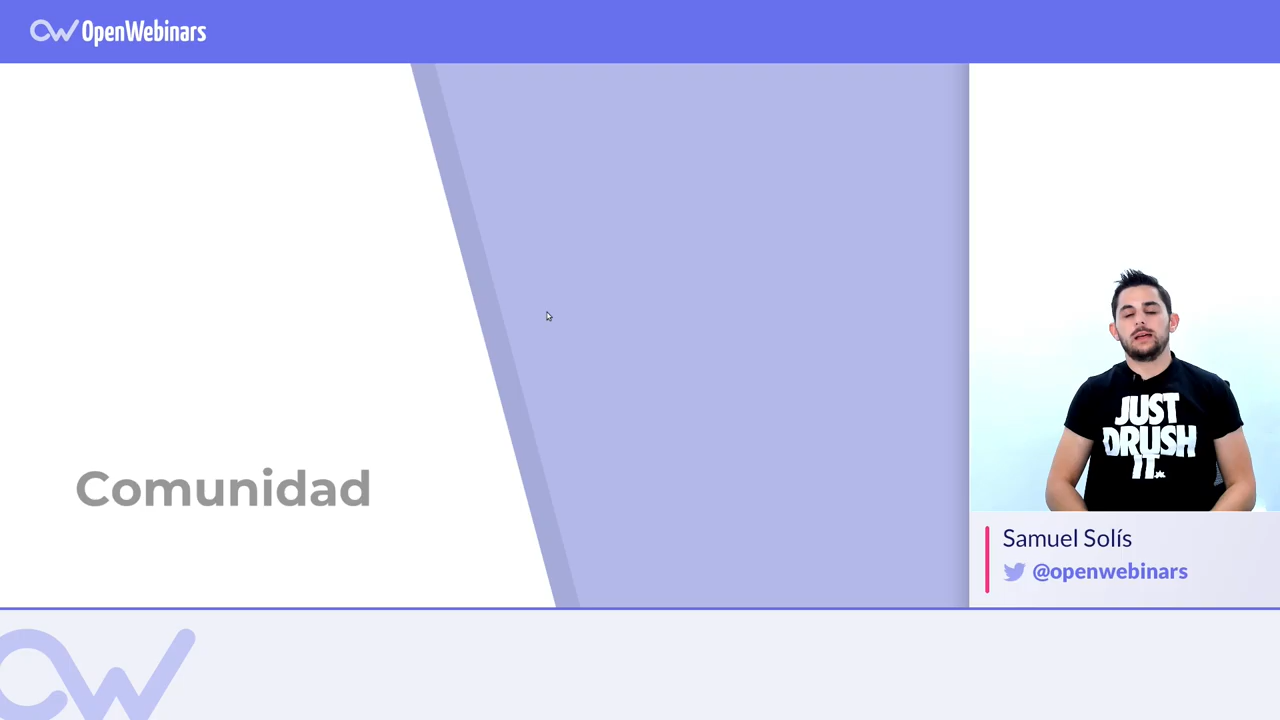 OpenWebinars
Comunidad
JUST
DRUSH
IT.
Samuel Solís
@openwebinars